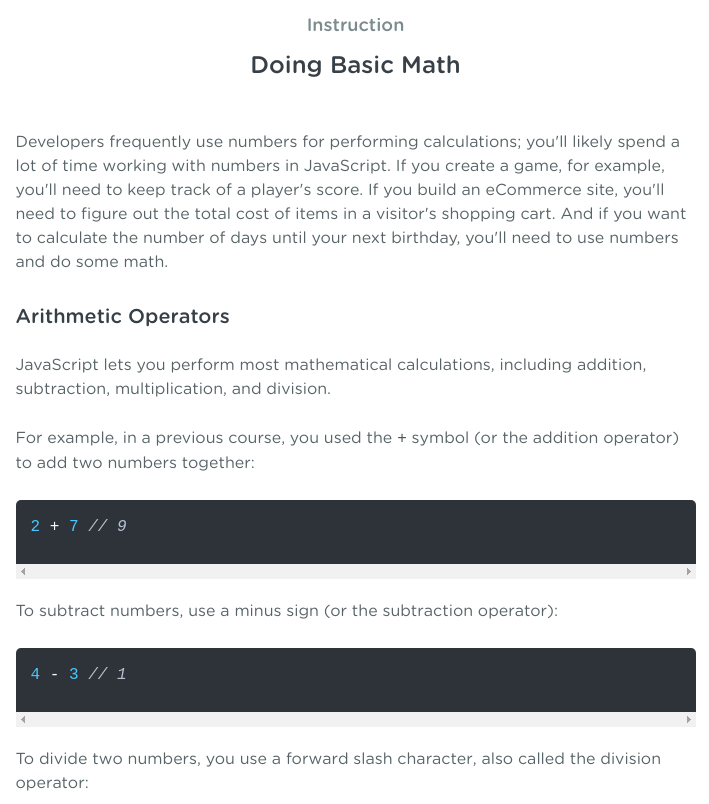 Instruction
Doing Basic Math
Developers frequently use numbers for performing calculations; you'll likely spend a
lot of time working with numbers in JavaScript. If you create a game, for example,
you'll need to keep track of a player's score. If you build an eCommerce site, you'll
need to figure out the total cost of items in a visitor's shopping cart. And if you want
to calculate the number of days until your next birthday, you'll need to use numbers
and do some math.
Arithmetic Operators
JavaScript lets you perform most mathematical calculations, including addition,
subtraction, multiplication, and division.
For example, in a previous course, you used the + symbol (or the addition operator)
to add two numbers together:
2 + 7 // 9
To subtract numbers, use a minus sign (or the subtraction operator):
4 - 3 // 1
To divide two numbers, you use a forward slash character, also called the division
operator: